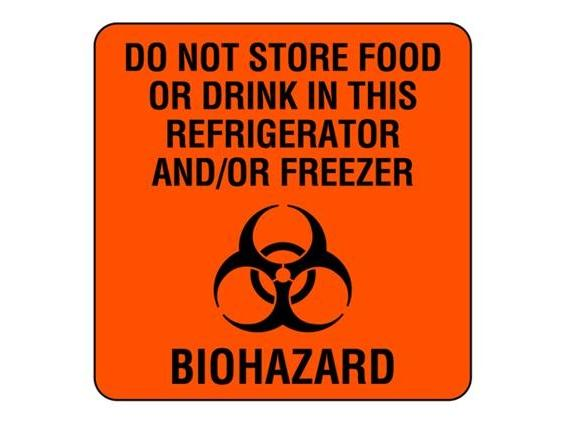 DO NOT STORE FOOD
OR DRINK IN THIS
REFRIGERATOR
AND/OR FREEZER
BIOHAZARD